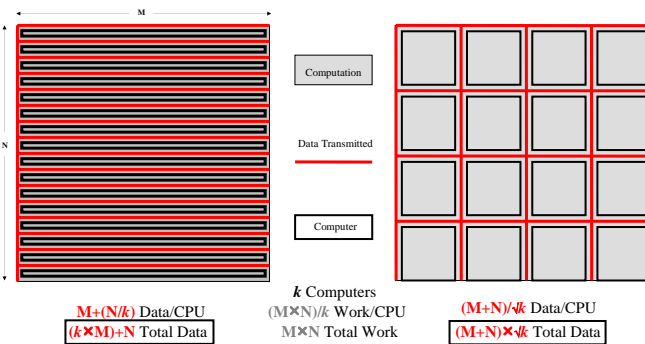 M
N
Computation
Data Transmitted
Computer
k Computers
M+(N/k) Data/CPU
(M×N)/k Work/CPU
(M+N)/√k Data/CPU
(k×M)+N Total Data
M×N Total Work
(M+N)×√k Total Data